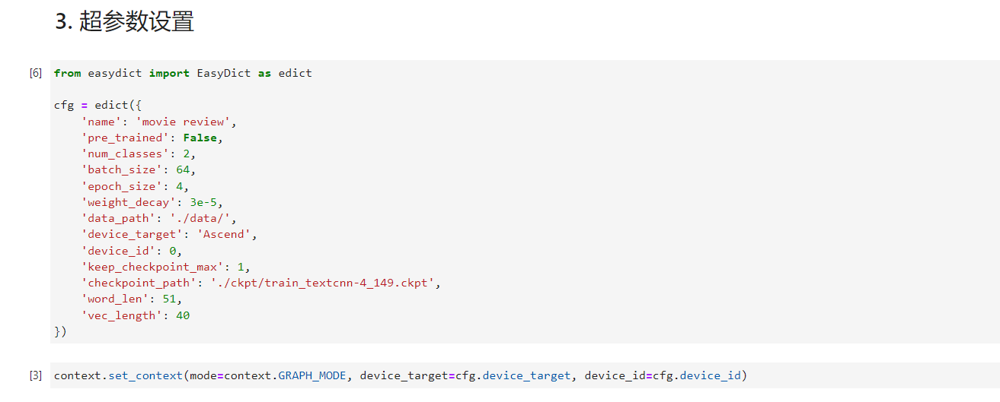 3. 超参数设置
[6] from easydict import EasyDict as edict
cfg = edict({
    'name': 'movie review',
    'pre_trained': False,
    'num_classes': 2,
    'batch_size': 64,
    'epoch_size': 4,
    'weight_decay': 3e-5,
    'data_path': './data/',
    'device_target': 'Ascend',
    'device_id': 0,
    'keep_checkpoint_max': 1,
    'checkpoint_path': './ckpt/train_textcnn-4_149.ckpt',
    'word_len': 51,
    'vec_length': 40
})
[3] context.set_context(mode=context.GRAPH_MODE, device_target=cfg.device_target, device_id=cfg.device_id)